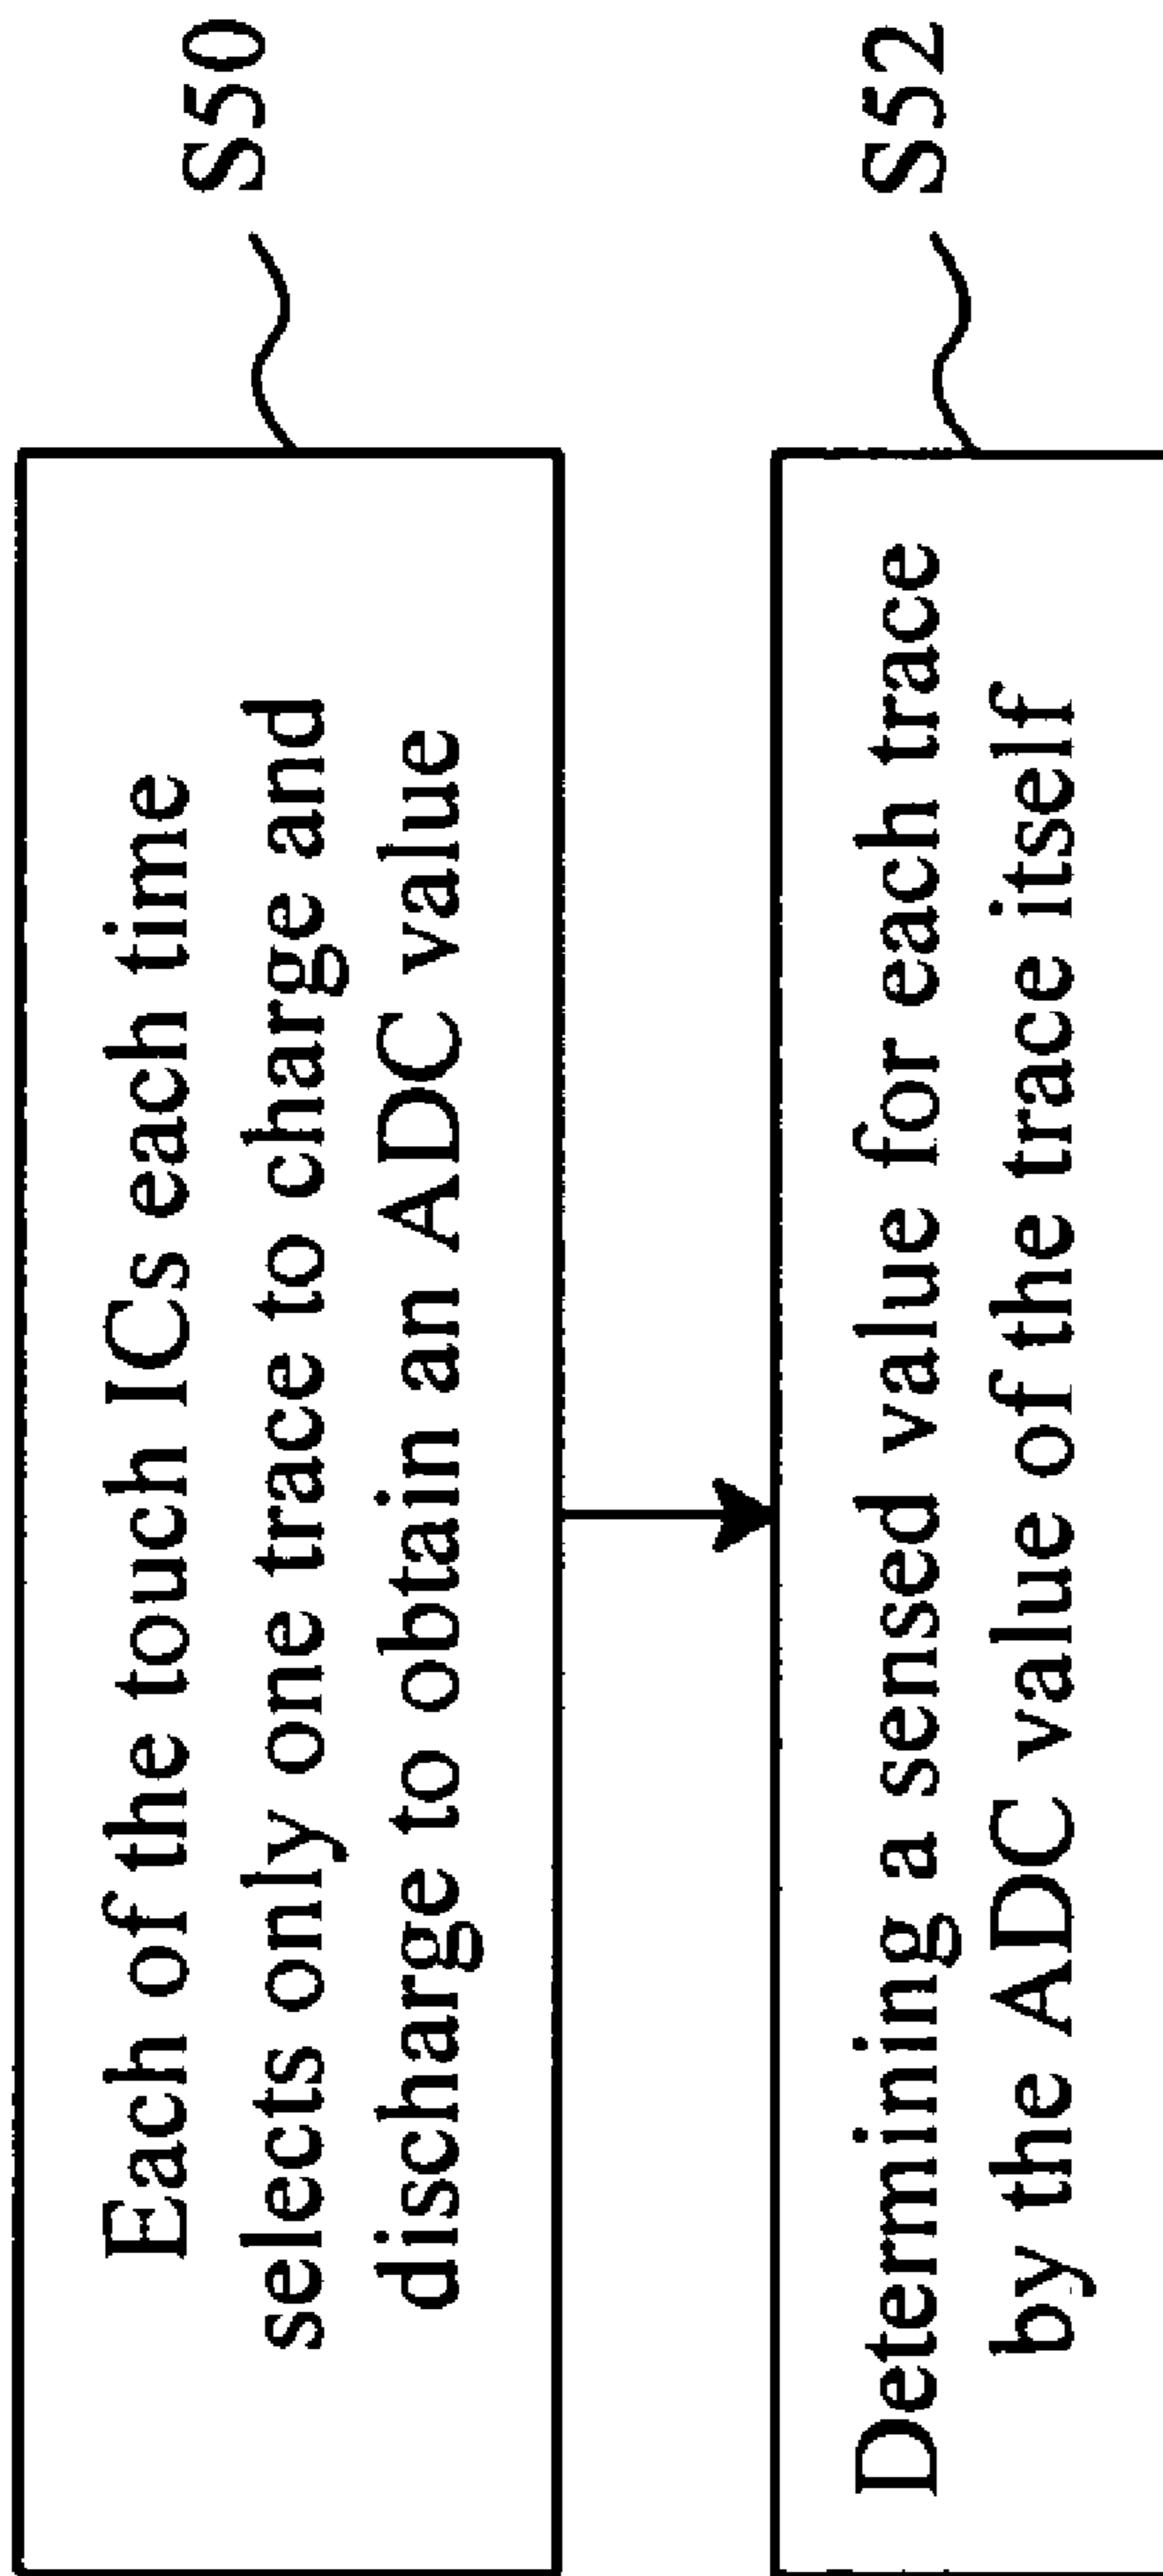 Each of the touch ICs each time
selects only one trace to charge and
discharge to obtain an ADC value
S50
Determining a sensed value for each trace
by the ADC value of the trace itself
S52